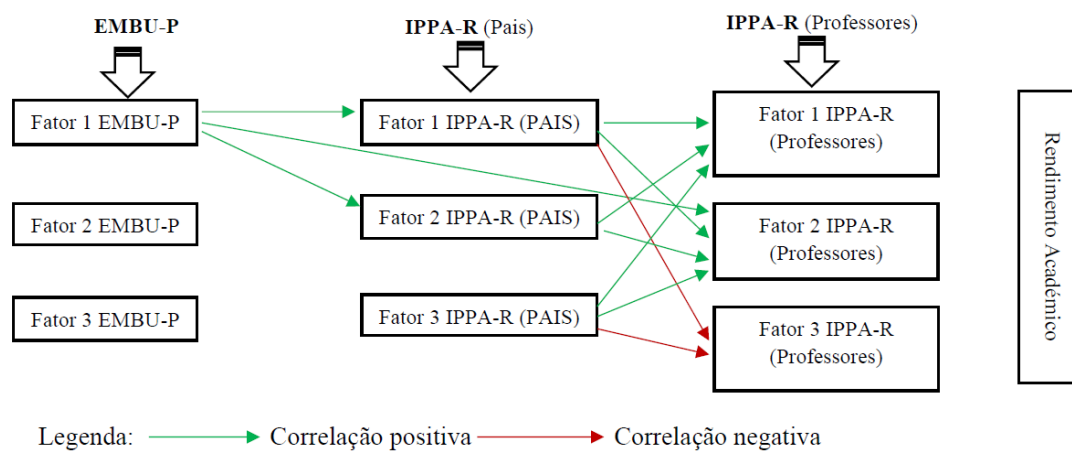 EMBU-P
IPPA-R (Pais)
IPPA-R (Professores)
Fator 1 EMBU-P
Fator 1 IPPA-R (PAIS)
Fator 1 IPPA-R
(Professores)
Fator 2 EMBU-P
Fator 2 IPPA-R (PAIS)
Fator 2 IPPA-R
(Professores)
Fator 3 EMBU-P
Fator 3 IPPA-R (PAIS)
Fator 3 IPPA-R
(Professores)
Rendimento Académico
Legenda: Correlação positiva Correlação negativa